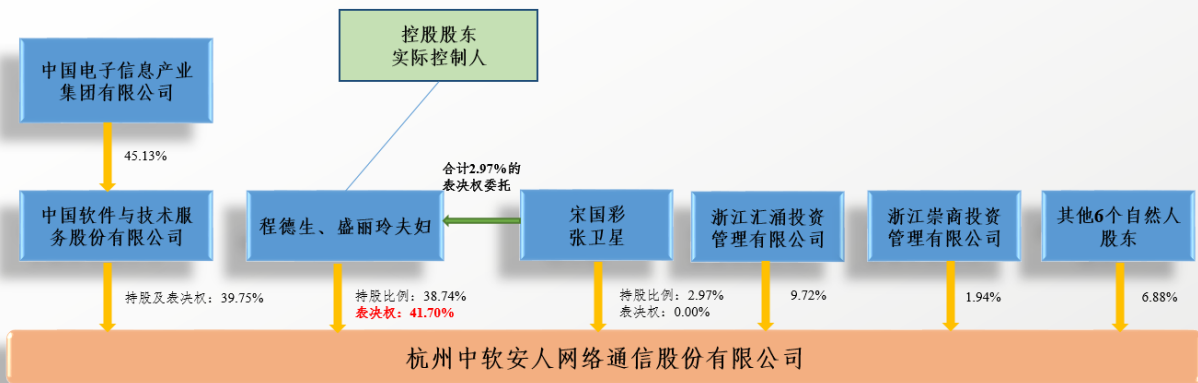 控股股东
实际控制人
中国电子信息产业
集团有限公司
45.13%
合计2.97%的
表决权委托
中国软件与技术服
务股份有限公司
程德生、盛丽玲夫妇
宋国彩
张卫星
浙江汇涌投资
管理有限公司
浙江崇商投资
管理有限公司
其他6个自然人
股东
持股及表决权：39.75%
持股比例：38.74%
表决权：41.70%
持股比例：2.97%
表决权：0.00%
9.72%
1.94%
6.88%
杭州中软安人网络通信股份有限公司